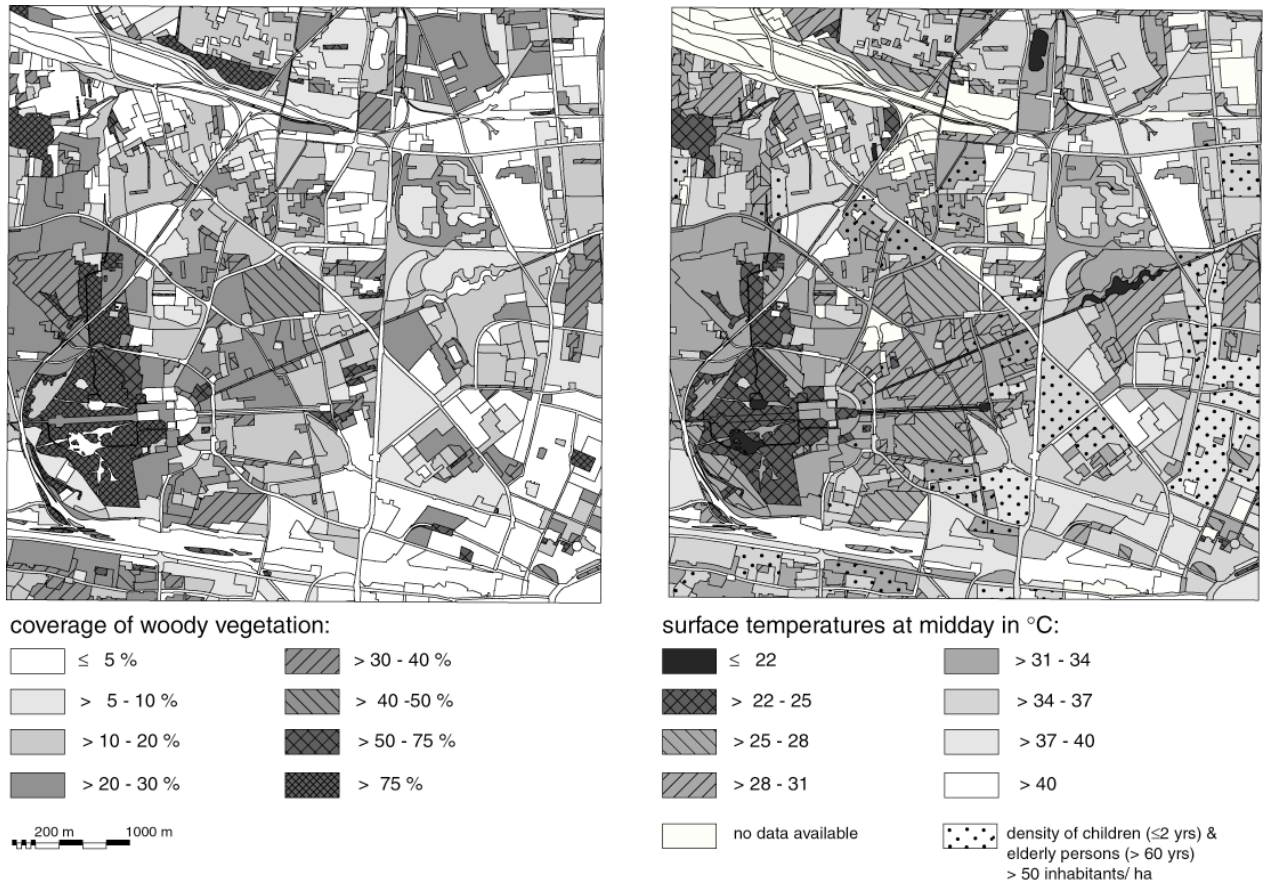 coverage of woody vegetation:
≤ 5 %
> 5 - 10 %
> 10 - 20 %
> 20 - 30 %
> 30 - 40 %
> 40 -50 %
> 50 - 75 %
> 75 %
200 m 1000 m
surface temperatures at midday in °C:
≤ 22
> 22 - 25
> 25 - 28
> 28 - 31
no data available
> 31 - 34
> 34 - 37
> 37 - 40
> 40
density of children (≤2 yrs) &
elderly persons (> 60 yrs)
> 50 inhabitants/ ha